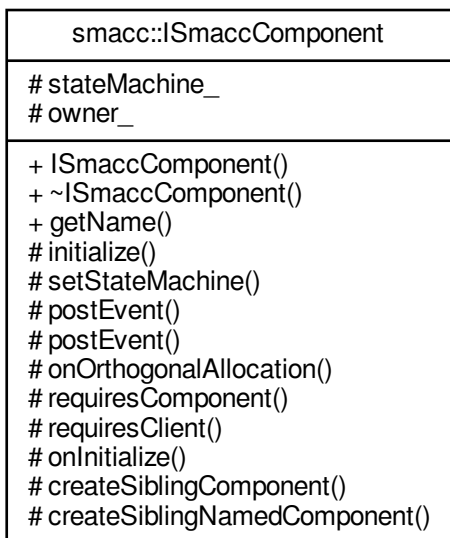 smacc::ISmaccComponent
# stateMachine_
# owner_
+ ISmaccComponent()
+ ~ISmaccComponent()
+ getName()
# initialize()
# setStateMachine()
# postEvent()
# postEvent()
# onOrthogonalAllocation()
# requiresComponent()
# requiresClient()
# onInitialize()
# createSiblingComponent()
# createSiblingNamedComponent()